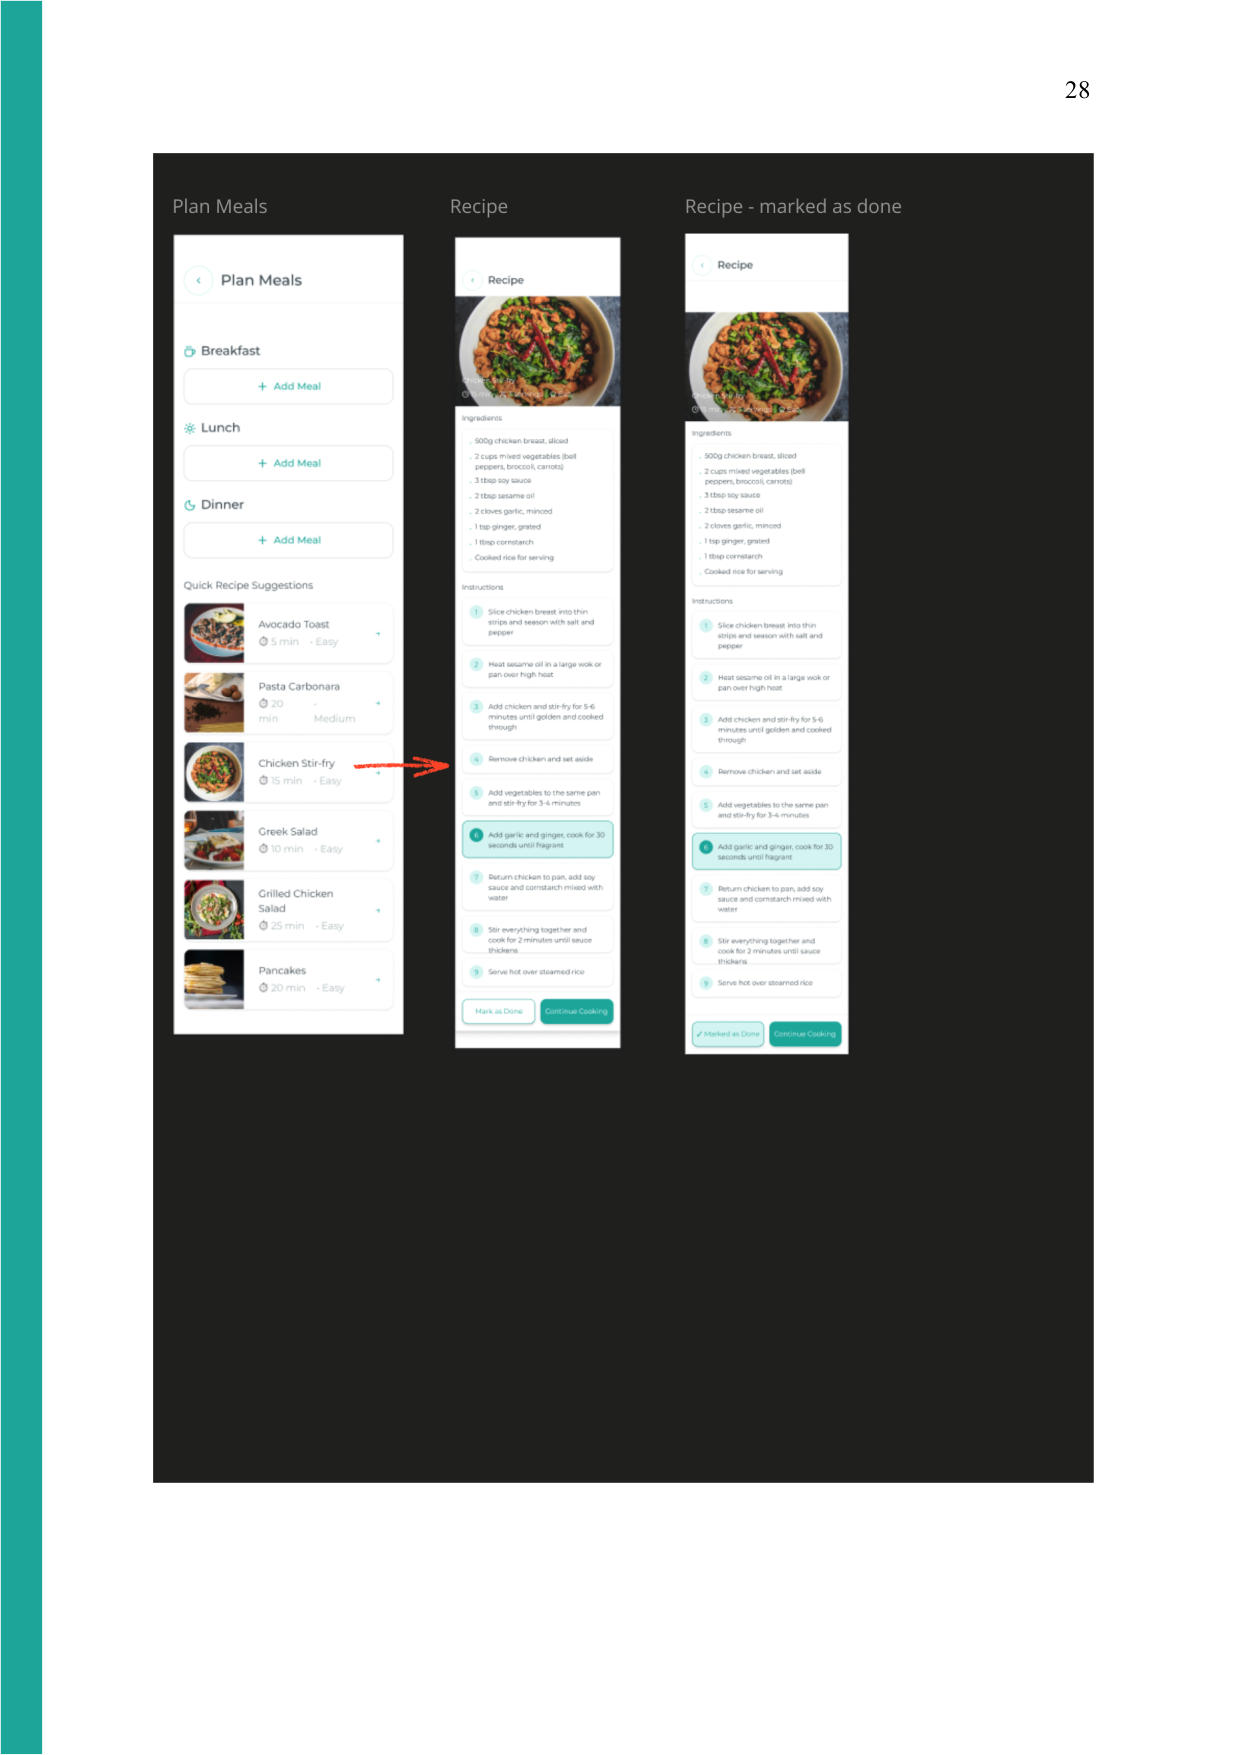 28
Plan Meals
Recipe
Recipe - marked as done
Plan Meals
Breakfast
+ Add Meal
Lunch
+ Add Meal
Dinner
+ Add Meal
Quick Recipe Suggestions
Avocado Toast
5 min - Easy
Pasta Carbonara
20 -
min Medium
Chicken Stir-fry
15 min - Easy
Greek Salad
10 min - Easy
Grilled Chicken
Salad
25 min - Easy
Pancakes
20 min - Easy
Recipe
Chicken Stir-fry
15 min
Ingredients
. 500g chicken breast, sliced
. 2 cups mixed vegetables (bell
peppers, broccoli, carrots)
. 3 tbsp soy sauce
. 2 tbsp sesame oil
. 2 cloves garlic, minced
. 1 tsp ginger, grated
. 1 tbsp cornstarch
. Cooked rice for serving
Instructions
1 Slice chicken breast into thin
strips and season with salt and
pepper
2 Heat sesame oil in a large wok or
pan over high heat
3 Add chicken and stir-fry for 5-6
minutes until golden and cooked
through
4 Remove chicken and set aside
5 Add vegetables to the same pan
and stir-fry for 3-4 minutes
6 Add garlic and ginger, cook for 30
seconds until fragrant
7 Return chicken to pan, add soy
sauce and cornstarch mixed with
water
8 Stir everything together and
cook for 2 minutes until sauce
thickens
9 Serve hot over steamed rice
Mark as Done
Continue Cooking
Recipe
Ingredients
. 500g chicken breast, sliced
. 2 cups mixed vegetables (bell
peppers, broccoli, carrots)
. 3 tbsp soy sauce
. 2 tbsp sesame oil
. 2 cloves garlic, minced
. 1 tsp ginger, grated
. 1 tbsp cornstarch
. Cooked rice for serving
Instructions
1 Slice chicken breast into thin
strips and season with salt and
pepper
2 Heat sesame oil in a large wok or
pan over high heat
3 Add chicken and stir-fry for 5-6
minutes until golden and cooked
through
4 Remove chicken and set aside
5 Add vegetables to the same pan
and stir-fry for 3-4 minutes
6 Add garlic and ginger, cook for 30
seconds until fragrant
7 Return chicken to pan, add soy
sauce and cornstarch mixed with
water
8 Stir everything together and
cook for 2 minutes until sauce
thickens
9 Serve hot over steamed rice
✓ Marked as Done
Continue Cooking